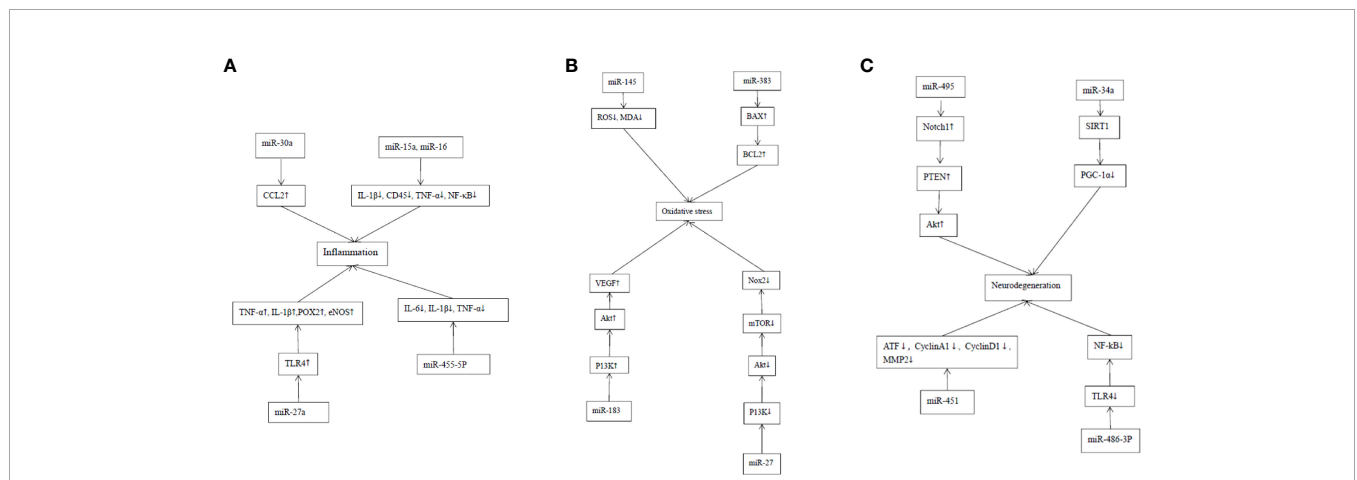 A
miR-30a
miR-15a, miR-16
CCL2↑
IL-1β↓, CD45↓, TNF-α↓, NF-κB↓
Inflammation
TNF-α↑, IL-1β↑,POX2↑, eNOS↑
IL-6↓, IL-1β↓, TNF-α↓
TLR4↑
miR-455-5P
miR-27a
B
miR-145
miR-383
ROS↓, MDA↓
BAX↑
BCL2↑
Oxidative stress
VEGF↑
Nox2↓
Akt↑
mTOR↓
P13K↑
Akt↓
miR-183
P13K↓
miR-27
C
miR-495
miR-34a
Notch1↑
SIRT1
PTEN↑
PGC-1α↓
Akt↑
Neurodegeneration
ATF↓, CyclinA1↓, CyclinD1↓,
MMP2↓
NF-kB↓
miR-451
TLR4↓
miR-486-3P